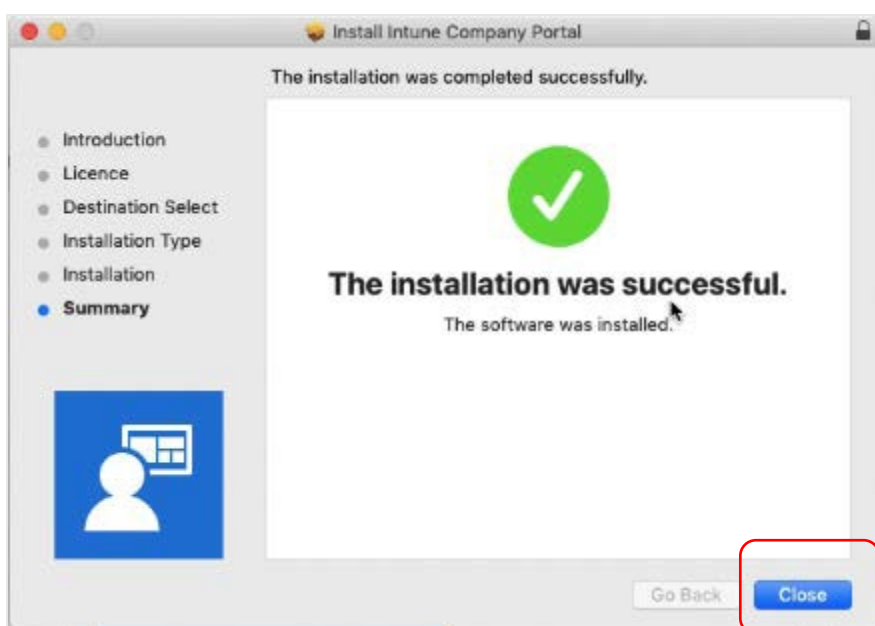 Install Intune Company Portal
The installation was completed successfully.
Introduction
Licence
Destination Select
Installation Type
Installation
Summary
The installation was successful.
The software was installed.
Go Back
Close